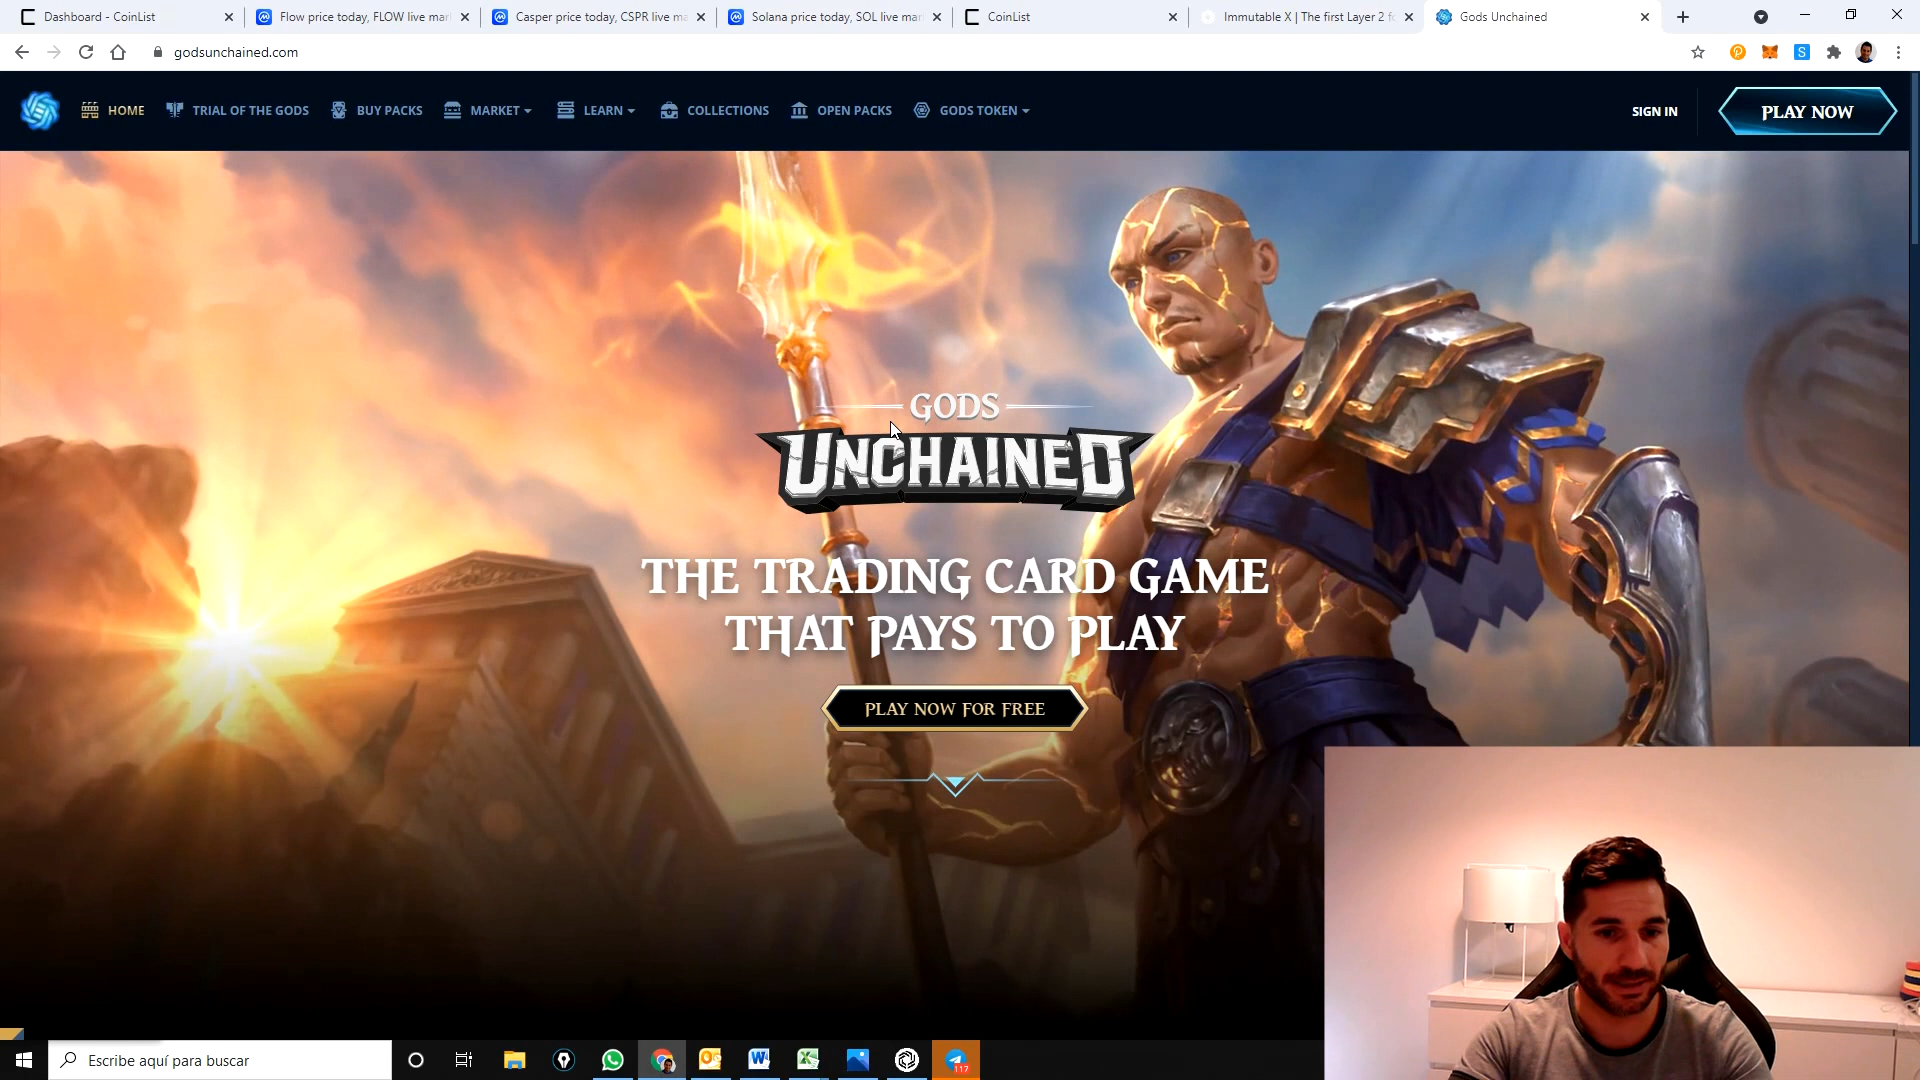 Dashboard - CoinList
Flow price today, FLOW live mar
Casper price today, CSPR live ma
Solana price today, SOL live mar
CoinList
Immutable X | The first Layer 2 fo
Gods Unchained
godsunchained.com
HOME
TRIAL OF THE GODS
BUY PACKS
MARKET
LEARN
COLLECTIONS
OPEN PACKS
GODS TOKEN
SIGN IN
PLAY NOW
GODS
UNCHAINED
THE TRADING CARD GAME
THAT PAYS TO PLAY
PLAY NOW FOR FREE
Escribe aquí para buscar
117